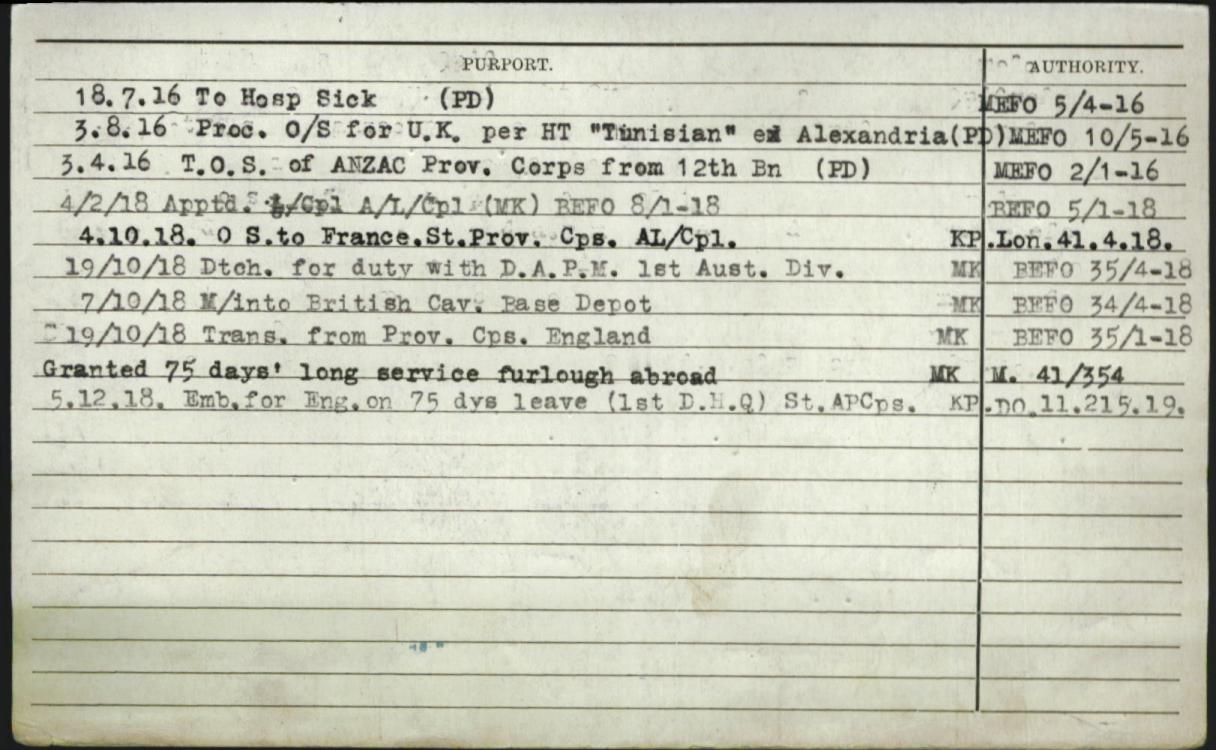 PURPORT. AUTHORITY.
18.7.16 To Hosp Sick (PD) MEFO 5/4-16
3.8.16 Proc. O/S for U.K. per HT "Tunisian" ex Alexandria(PD)MEFO 10/5-16
3.4.16 T.O.S. of ANZAC Prov. Corps from 12th Bn (PD) MEFO 2/1-16
4/2/18 Apptd. L/Cpl A/L/Cpl (MK) BEFO 8/1-18 BEFO 5/1-18
4.10.18. O S.to France.St.Prov. Cps. AL/Cpl. KP.Lon.41.4.18.
19/10/18 Dtch. for duty with D.A.P.M. 1st Aust. Div. MK BEFO 35/4-18
7/10/18 M/into British Cav. Base Depot MK BEFO 34/4-18
19/10/18 Trans. from Prov. Cps. England MK BEFO 35/1-18
Granted 75 days' long service furlough abroad MK M. 41/354
5.12.18. Emb.for Eng.on 75 dys leave (1st D.H.Q) St.APCps. KP.DO.11.215.19.